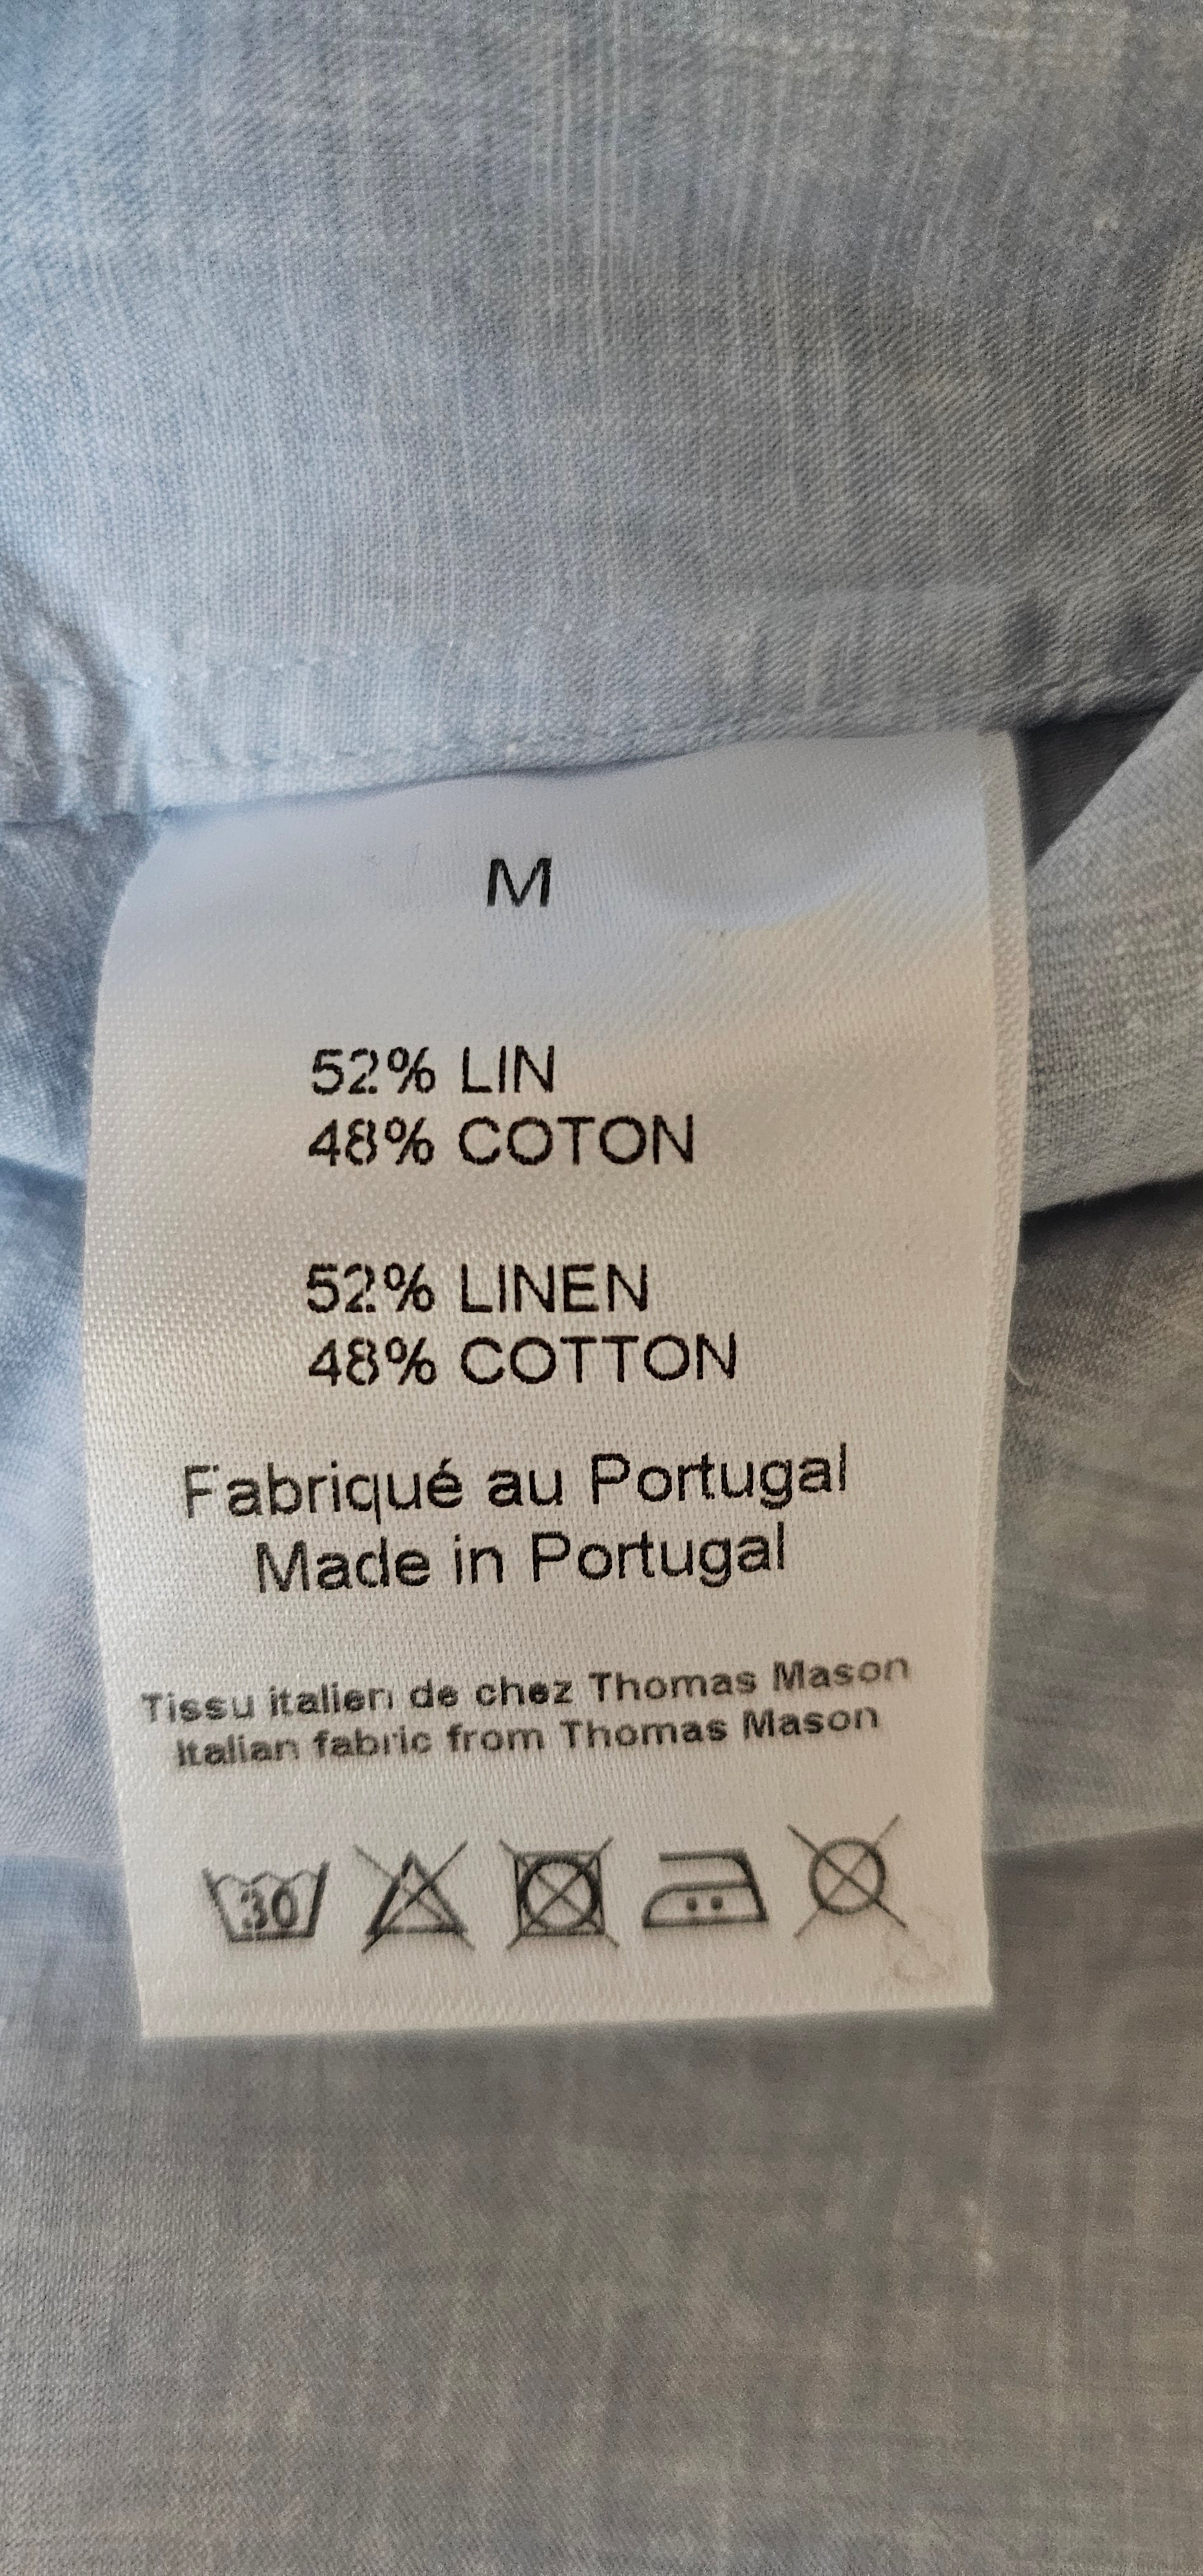 M
52% LIN
48% COTON
52% LINEN
48% COTTON
Fabriqué au Portugal
Made in Portugal
Tissu italien de chez Thomas Mason
Italian fabric from Thomas Mason
30